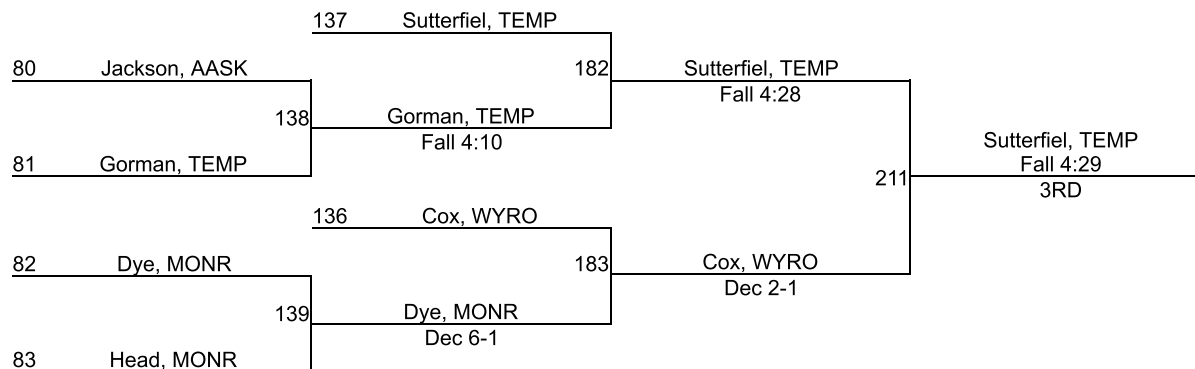 137 Sutterfiel, TEMP
80 Jackson, AASK
182 Sutterfiel, TEMP
Fall 4:28
138 Gorman, TEMP
Fall 4:10
Sutterfiel, TEMP
81 Gorman, TEMP
Fall 4:29
211
3RD
136 Cox, WYRO
82 Dye, MONR
183 Cox, WYRO
Dec 2-1
139 Dye, MONR
Dec 6-1
83 Head, MONR